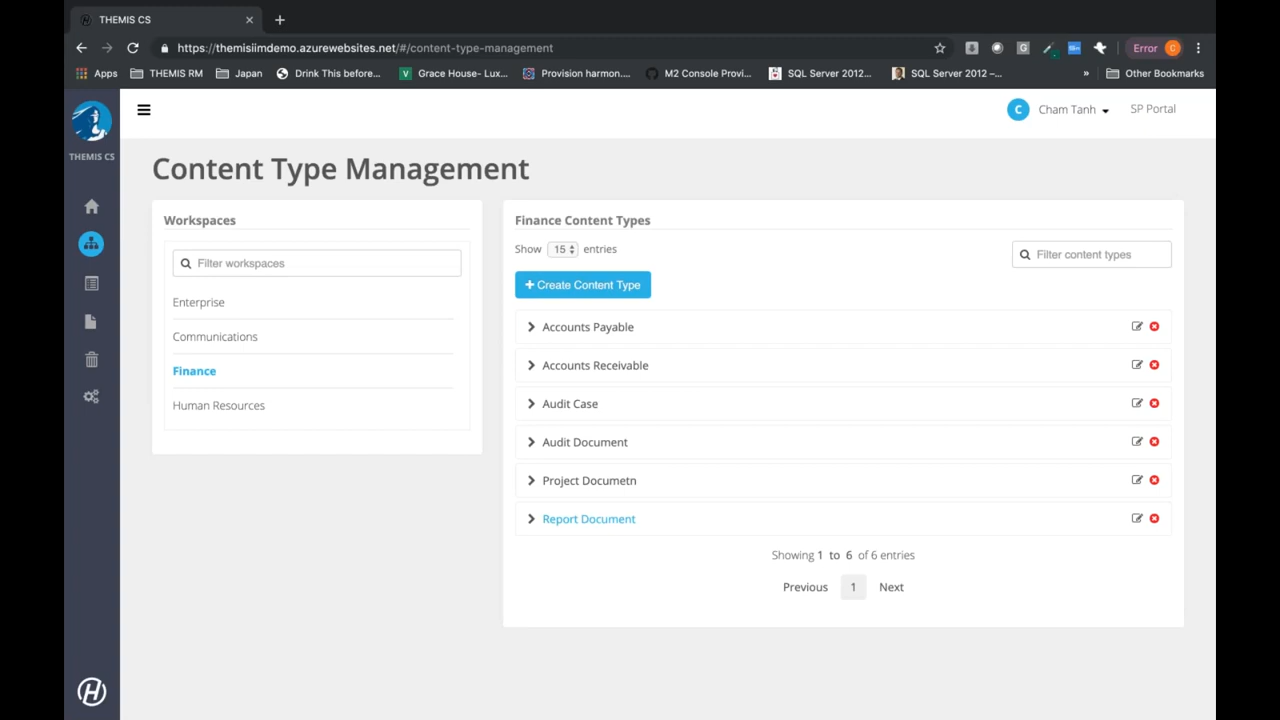 THEMIS CS
https://themisiimdemo.azurewebsites.net/#/content-type-management
Error C
Apps THEMIS RM Japan Drink This before... V Grace House- Lux... Provision harmon.... M2 Console Provi... SQL Server 2012... SQL Server 2012 –... » Other Bookmarks
THEMIS CS
C Cham Tanh SP Portal
Content Type Management
Workspaces
Filter workspaces
Enterprise
Communications
Finance
Human Resources
Finance Content Types
Show 15 entries
Filter content types
+ Create Content Type
Accounts Payable
Accounts Receivable
Audit Case
Audit Document
Project Documetn
Report Document
Showing 1 to 6 of 6 entries
Previous 1 Next